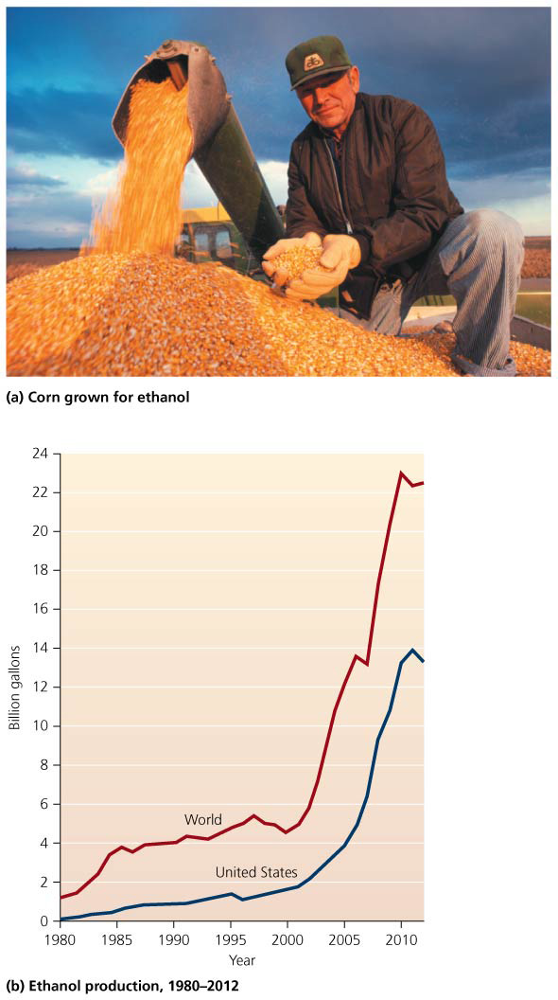 (a) Corn grown for ethanol
24
22
20
18
16
14
12
10
8
6
4
2
0
Billion gallons
World
United States
1980 1985 1990 1995 2000 2005 2010
Year
(b) Ethanol production, 1980–2012